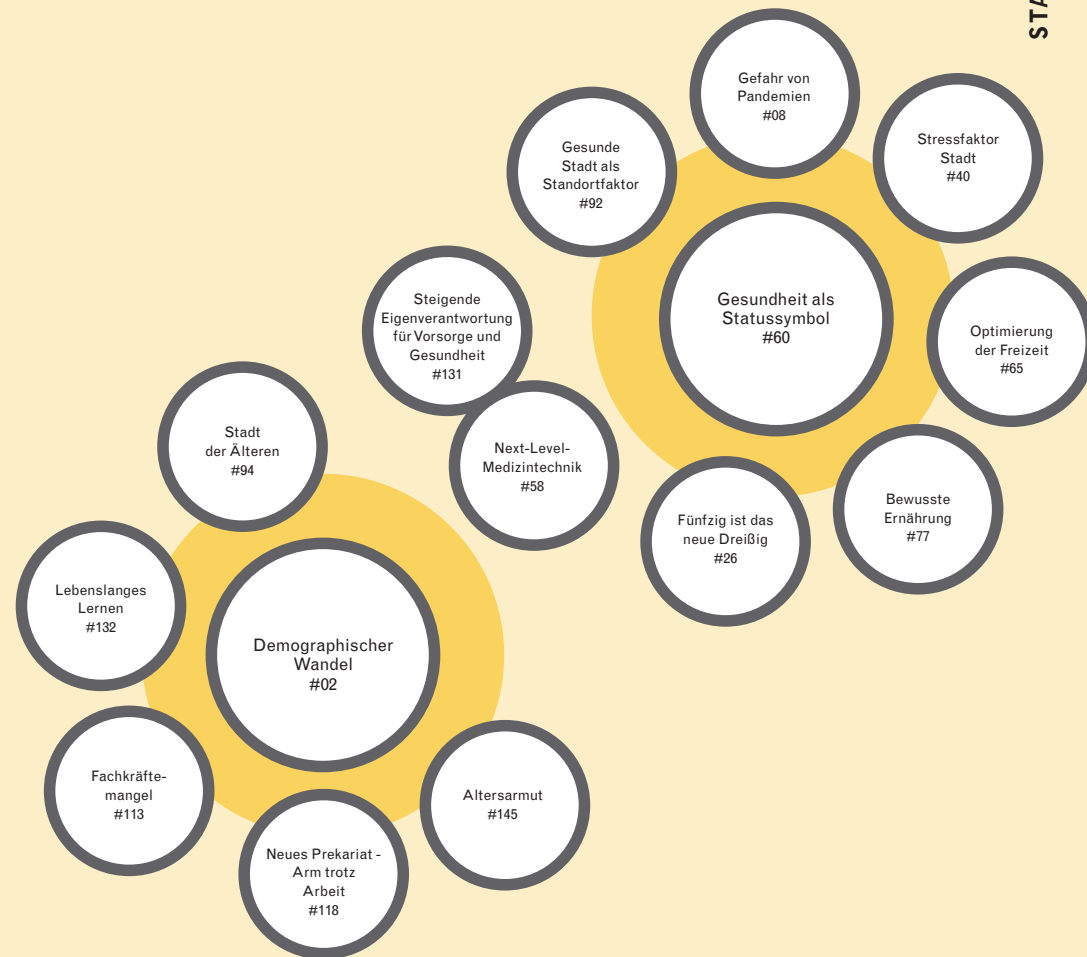 STA
Gefahr von
Pandemien
#08
Stressfaktor
Stadt
#40
Gesunde
Stadt als
Standortfaktor
#92
Gesundheit als
Statussymbol
#60
Optimierung
der Freizeit
#65
Steigende
Eigenverantwortung
für Vorsorge und
Gesundheit
#131
Next-Level-
Medizintechnik
#58
Fünfzig ist das
neue Dreißig
#26
Bewusste
Ernährung
#77
Stadt
der Älteren
#94
Lebenslanges
Lernen
#132
Demographischer
Wandel
#02
Fachkräfte-
mangel
#113
Altersarmut
#145
Neues Prekariat -
Arm trotz
Arbeit
#118